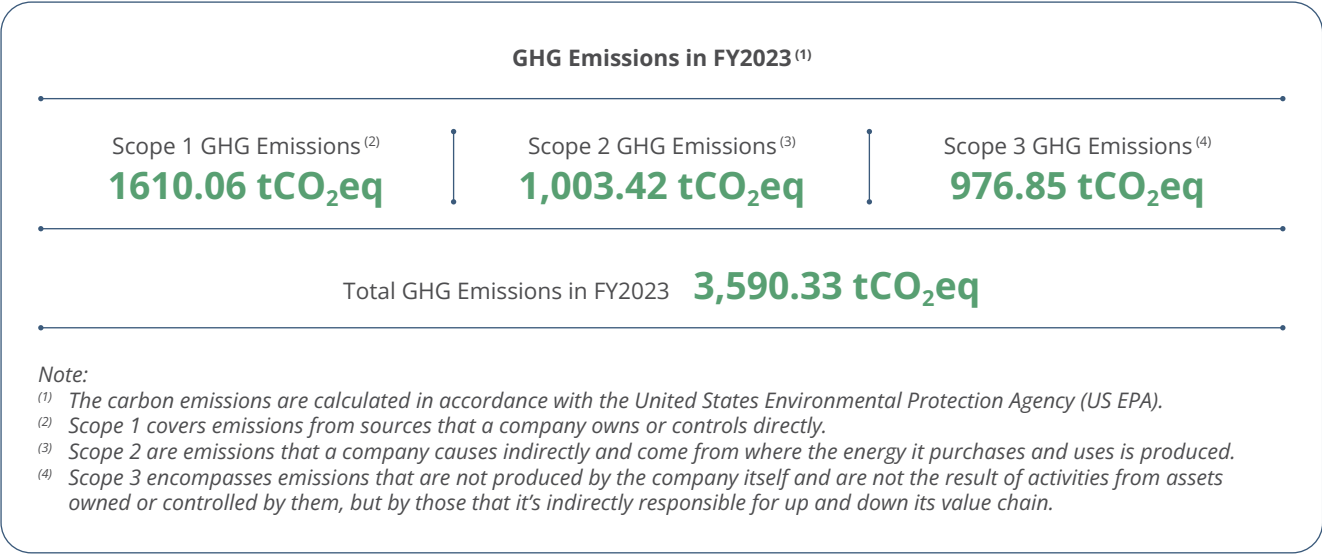 GHG Emissions in FY2023 (1)
Scope 1 GHG Emissions (2)
1610.06 tCO₂eq
Scope 2 GHG Emissions (3)
1,003.42 tCO₂eq
Scope 3 GHG Emissions (4)
976.85 tCO₂eq
Total GHG Emissions in FY2023 3,590.33 tCO₂eq
Note:
(1) The carbon emissions are calculated in accordance with the United States Environmental Protection Agency (US EPA).
(2) Scope 1 covers emissions from sources that a company owns or controls directly.
(3) Scope 2 are emissions that a company causes indirectly and come from where the energy it purchases and uses is produced.
(4) Scope 3 encompasses emissions that are not produced by the company itself and are not the result of activities from assets
owned or controlled by them, but by those that it’s indirectly responsible for up and down its value chain.